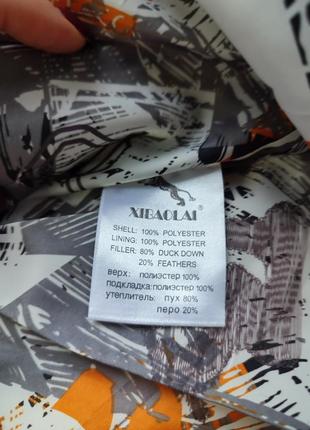 XIBAOLAI
SHELL: 100% POLYESTER
LINING: 100% POLYESTER
FILLER: 80% DUCK DOWN
20% FEATHERS
верх: полиэстер 100%
подкладка:полиэстер 100%
утеплитель: пух 80%
перо 20%